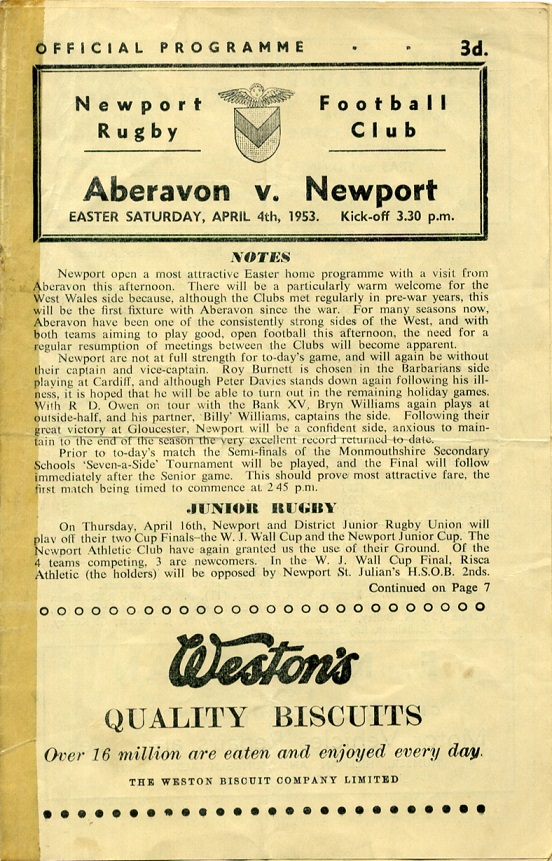 OFFICIAL PROGRAMME 3d.
Newport Football
Rugby Club
Aberavon v. Newport
EASTER SATURDAY, APRIL 4th, 1953. Kick-off 3.30 p.m.
NOTES
Newport open a most attractive Easter home programme with a visit from
Aberavon this afternoon. There will be a particularly warm welcome for the
West Wales side because, although the Clubs met regularly in pre-war years, this
will be the first fixture with Aberavon since the war. For many seasons now,
Aberavon have been one of the consistently strong sides of the West, and with
both teams aiming to play good, open football this afternoon, the need for a
regular resumption of meetings between the Clubs will become apparent.
Newport are not at full strength for to-day's game, and will again be without
their captain and vice-captain. Roy Burnett is chosen in the Barbarians side
playing at Cardiff, and although Peter Davies stands down again following his ill-
ness, it is hoped that he will be able to turn out in the remaining holiday games.
With R. D. Owen on tour with the Bank XV, Bryn Williams again plays at
outside-half, and his partner, 'Billy' Williams, captains the side. Following their
great victory at Gloucester, Newport will be a confident side, anxious to main-
tain to the end of the season the very excellent record returned to date.
Prior to to-day's match the Semi-finals of the Monmouthshire Secondary
Schools 'Seven-a-Side' Tournament will be played, and the Final will follow
immediately after the Senior game. This should prove most attractive fare, the
first match being timed to commence at 2 45 p.m.
JUNIOR RUGBY
On Thursday, April 16th, Newport and District Junior Rugby Union will
play off their two Cup Finals–the W. J. Wall Cup and the Newport Junior Cup. The
Newport Athletic Club have again granted us the use of their Ground. Of the
4 teams competing, 3 are newcomers. In the W. J. Wall Cup Final, Risca
Athletic (the holders) will be opposed by Newport St. Julian's H.S.O.B. 2nds.
Continued on Page 7
Weston's
QUALITY BISCUITS
Over 16 million are eaten and enjoyed every day.
THE WESTON BISCUIT COMPANY LIMITED